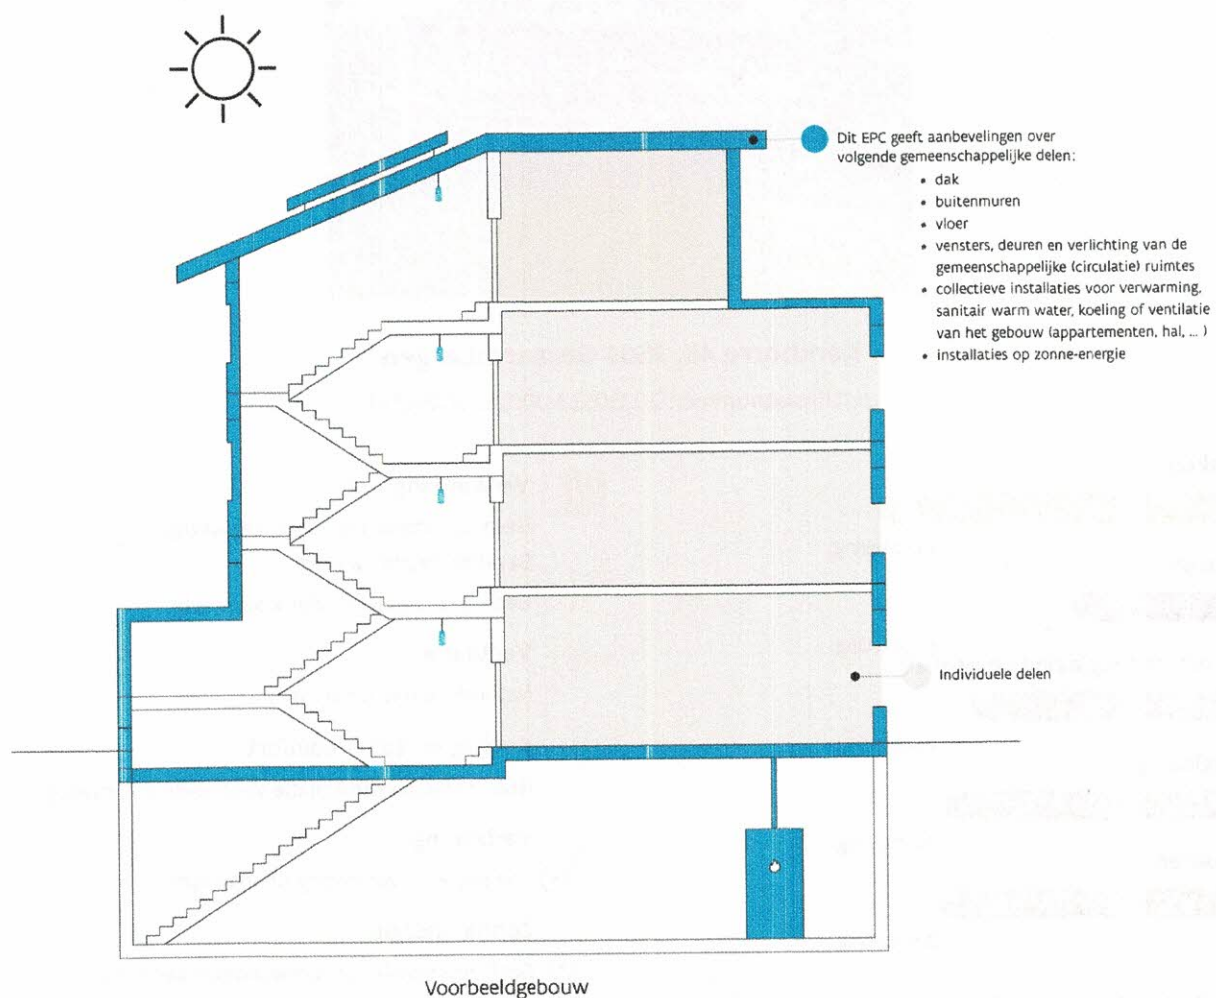 Dit EPC geeft aanbevelingen over
volgende gemeenschappelijke delen:
• dak
• buitenmuren
• vloer
• vensters, deuren en verlichting van de
gemeenschappelijke (circulatie) ruimtes
• collectieve installaties voor verwarming,
sanitair warm water, koeling of ventilatie
van het gebouw (appartementen, hal, ... )
• installaties op zonne-energie
Individuele delen
Voorbeeldgebouw